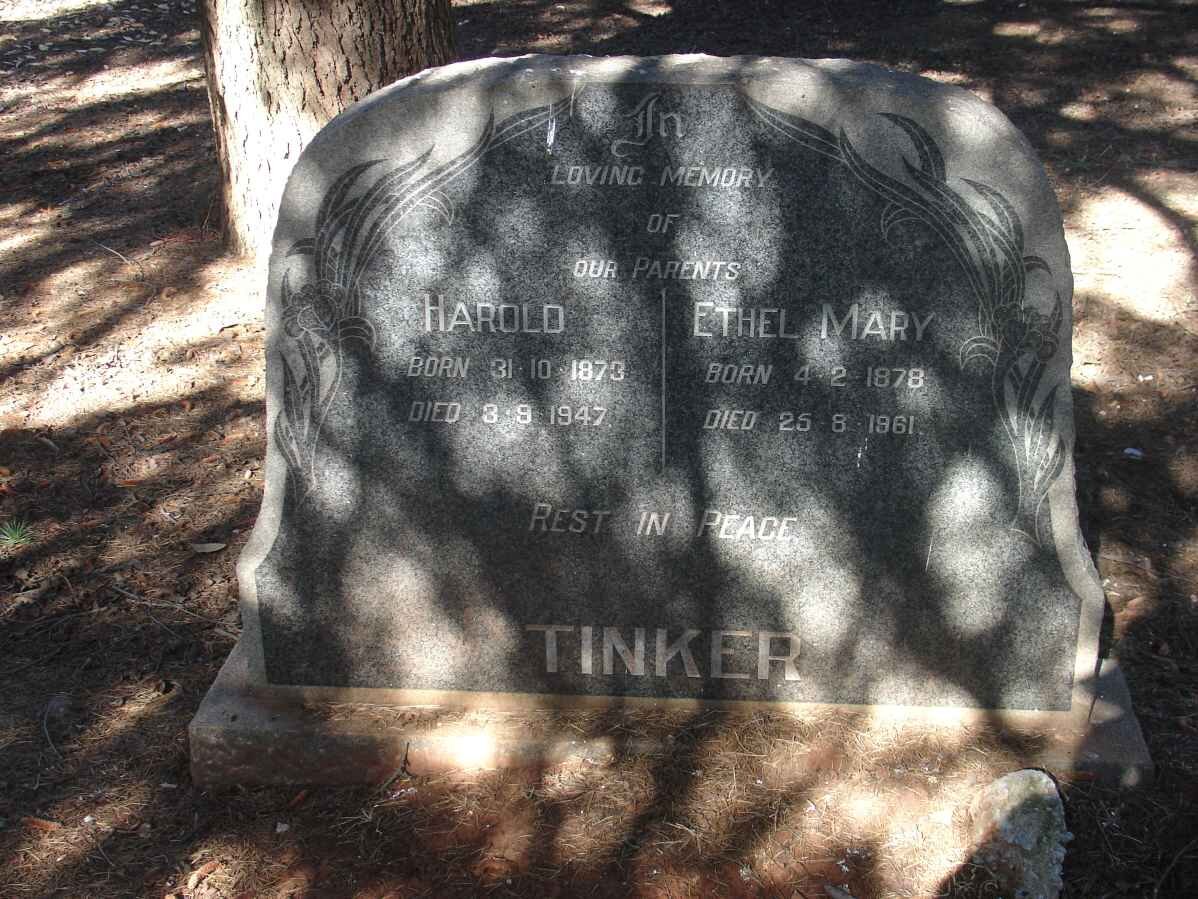 In
LOVING MEMORY
OF
OUR PARENTS
HAROLD
BORN 31·10·1873
DIED 3·9·1947.
ETHEL MARY
BORN 4·2·1878
DIED 25·8·1961.
REST IN PEACE.
TINKER